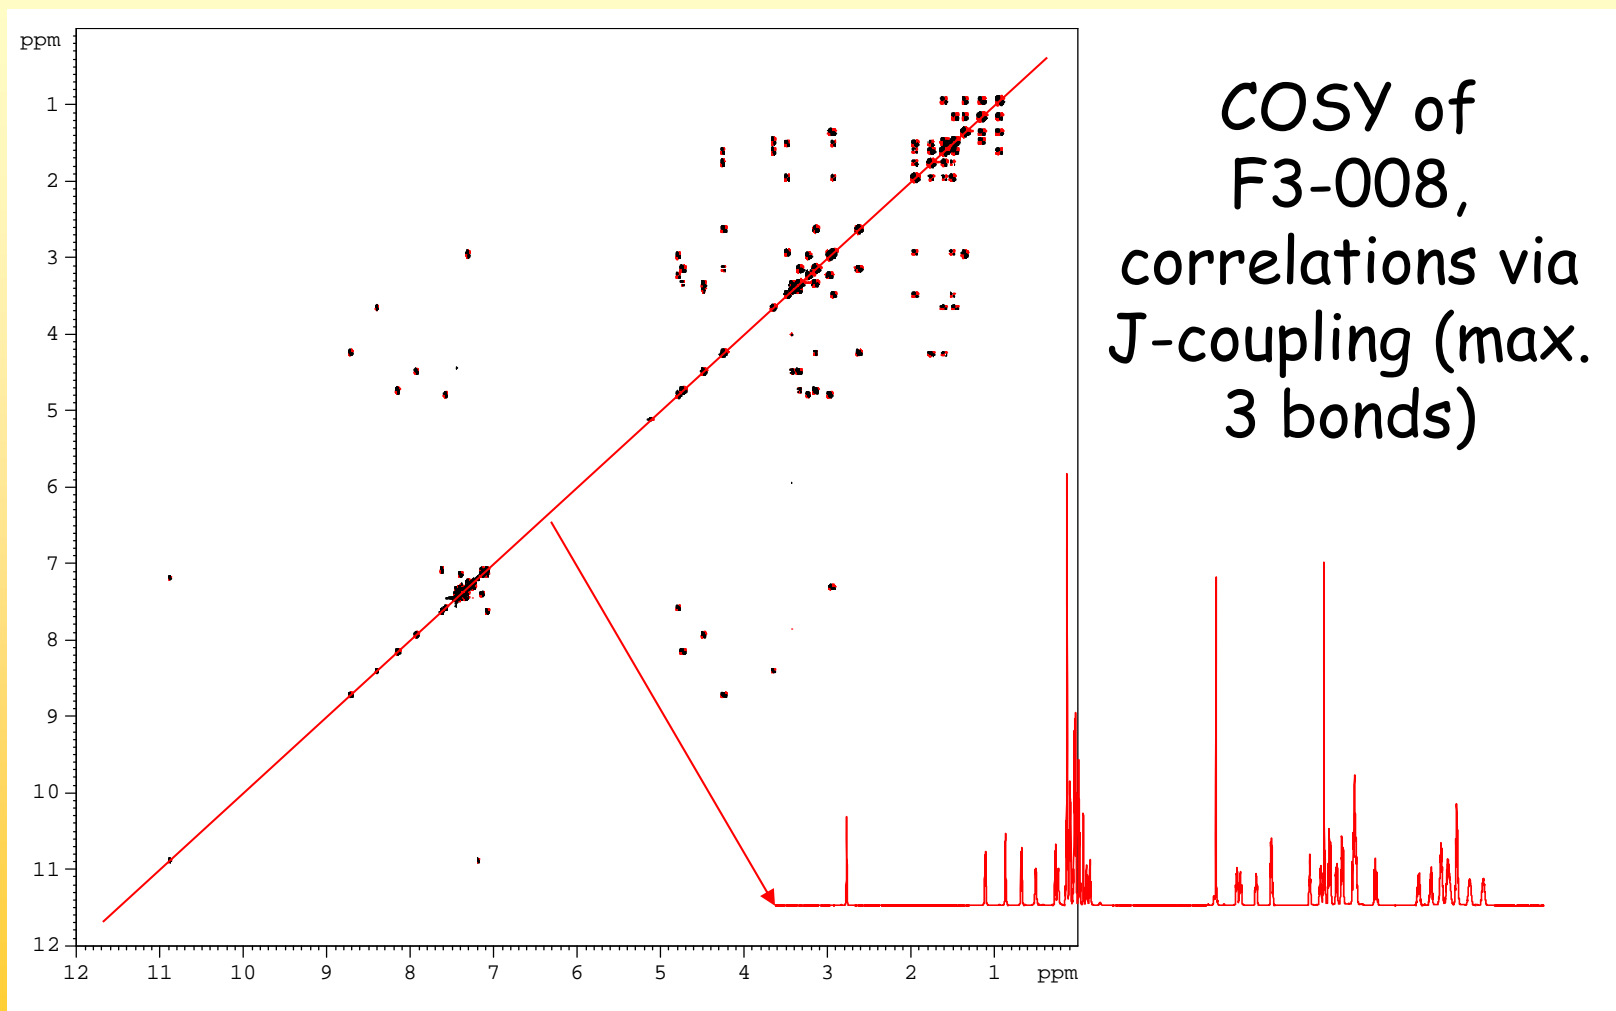 ppm
1
2
3
4
5
6
7
8
9
10
11
12
12 11 10 9 8 7 6 5 4 3 2 1 ppm
COSY of
F3-008,
correlations via
J-coupling (max.
3 bonds)